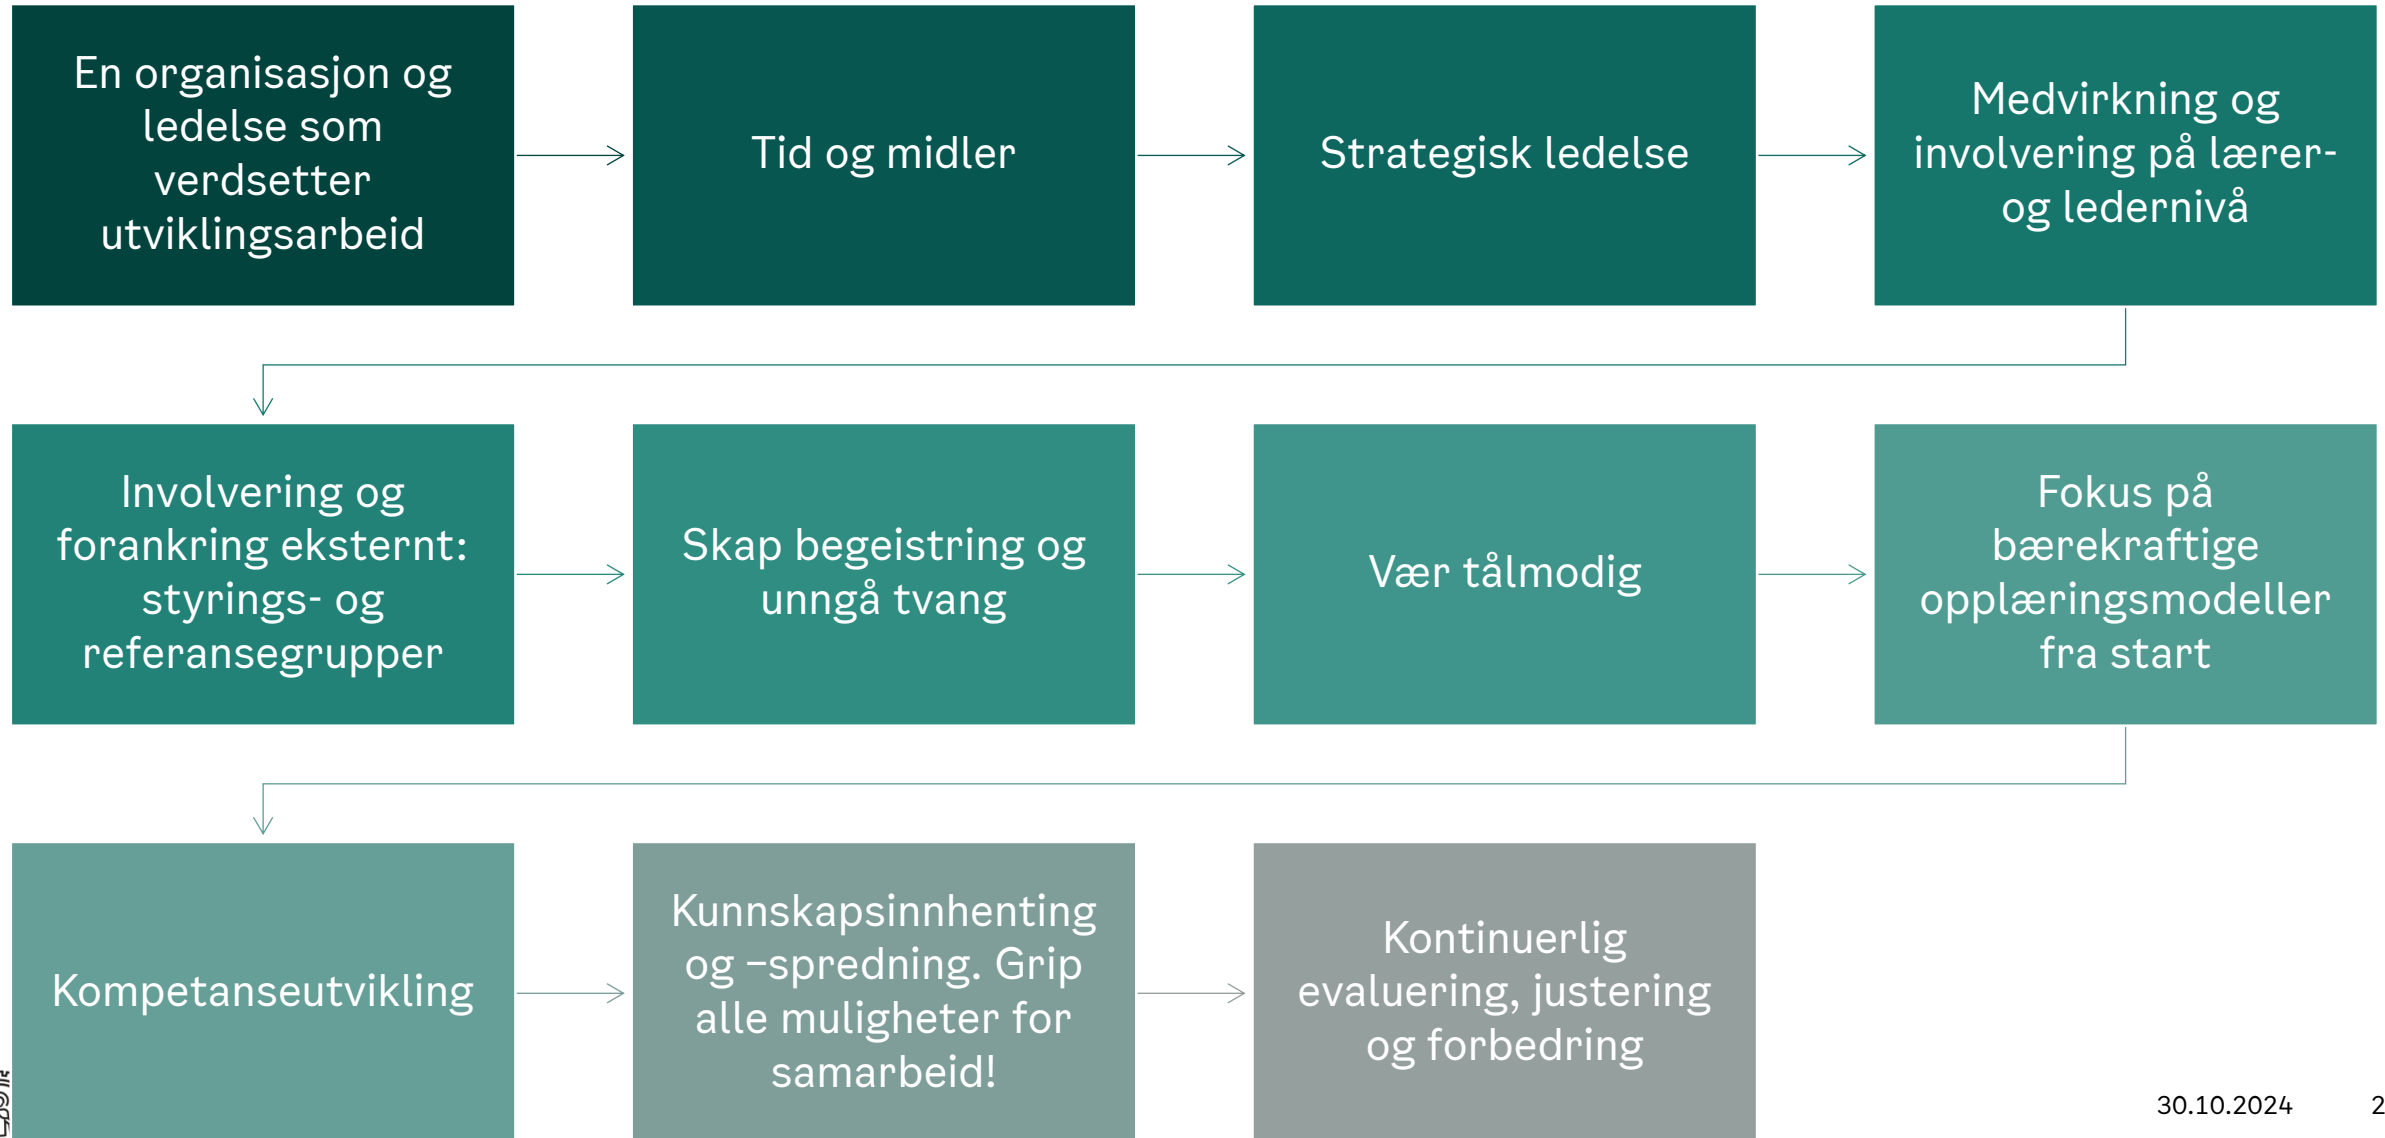 En organisasjon og
ledelse som
verdsetter
utviklingsarbeid
Tid og midler
Strategisk ledelse
Medvirkning og
involvering på lærer-
og ledernivå
Involvering og
forankring eksternt:
styrings- og
referansegrupper
Skap begeistring og
unngå tvang
Vær tålmodig
Fokus på
bærekraftige
opplæringsmodeller
fra start
Kompetanseutvikling
Kunnskapsinnhenting
og –spredning. Grip
alle muligheter for
samarbeid!
Kontinuerlig
evaluering, justering
og forbedring
30.10.2024
2